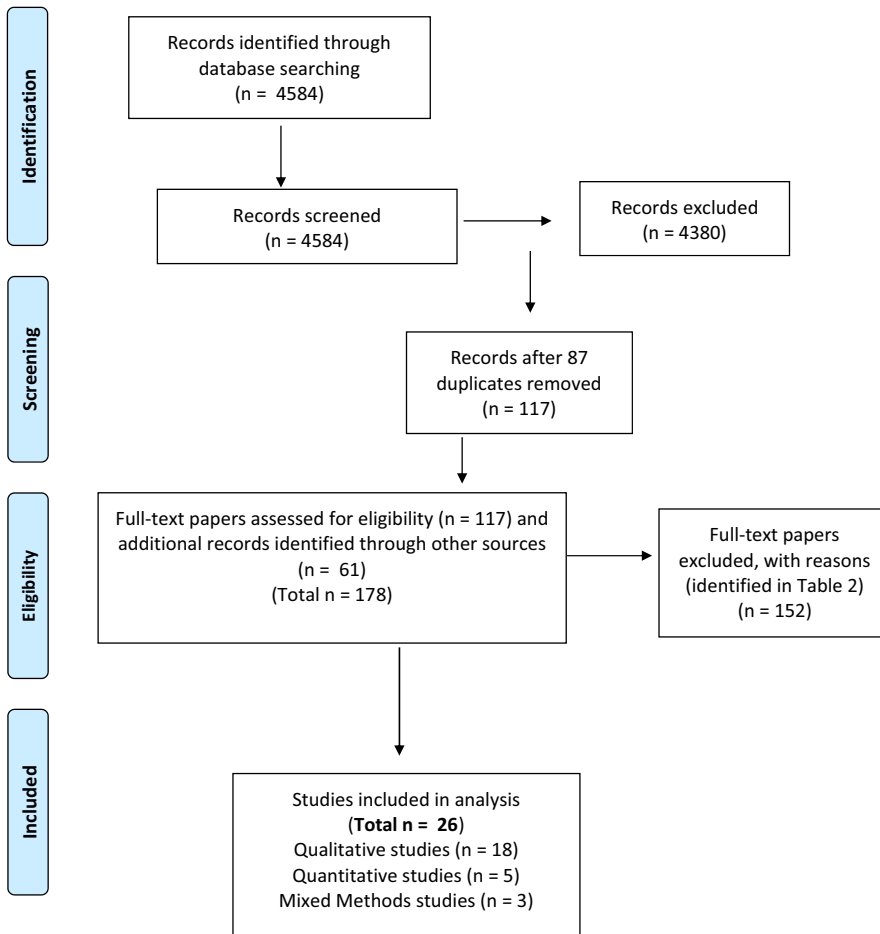 Identification
Records identified through
database searching
(n = 4584)
Records screened
(n = 4584)
Records excluded
(n = 4380)
Screening
Records after 87
duplicates removed
(n = 117)
Eligibility
Full-text papers assessed for eligibility (n = 117) and
additional records identified through other sources
(n = 61)
(Total n = 178)
Full-text papers
excluded, with reasons
(identified in Table 2)
(n = 152)
Included
Studies included in analysis
(Total n = 26)
Qualitative studies (n = 18)
Quantitative studies (n = 5)
Mixed Methods studies (n = 3)